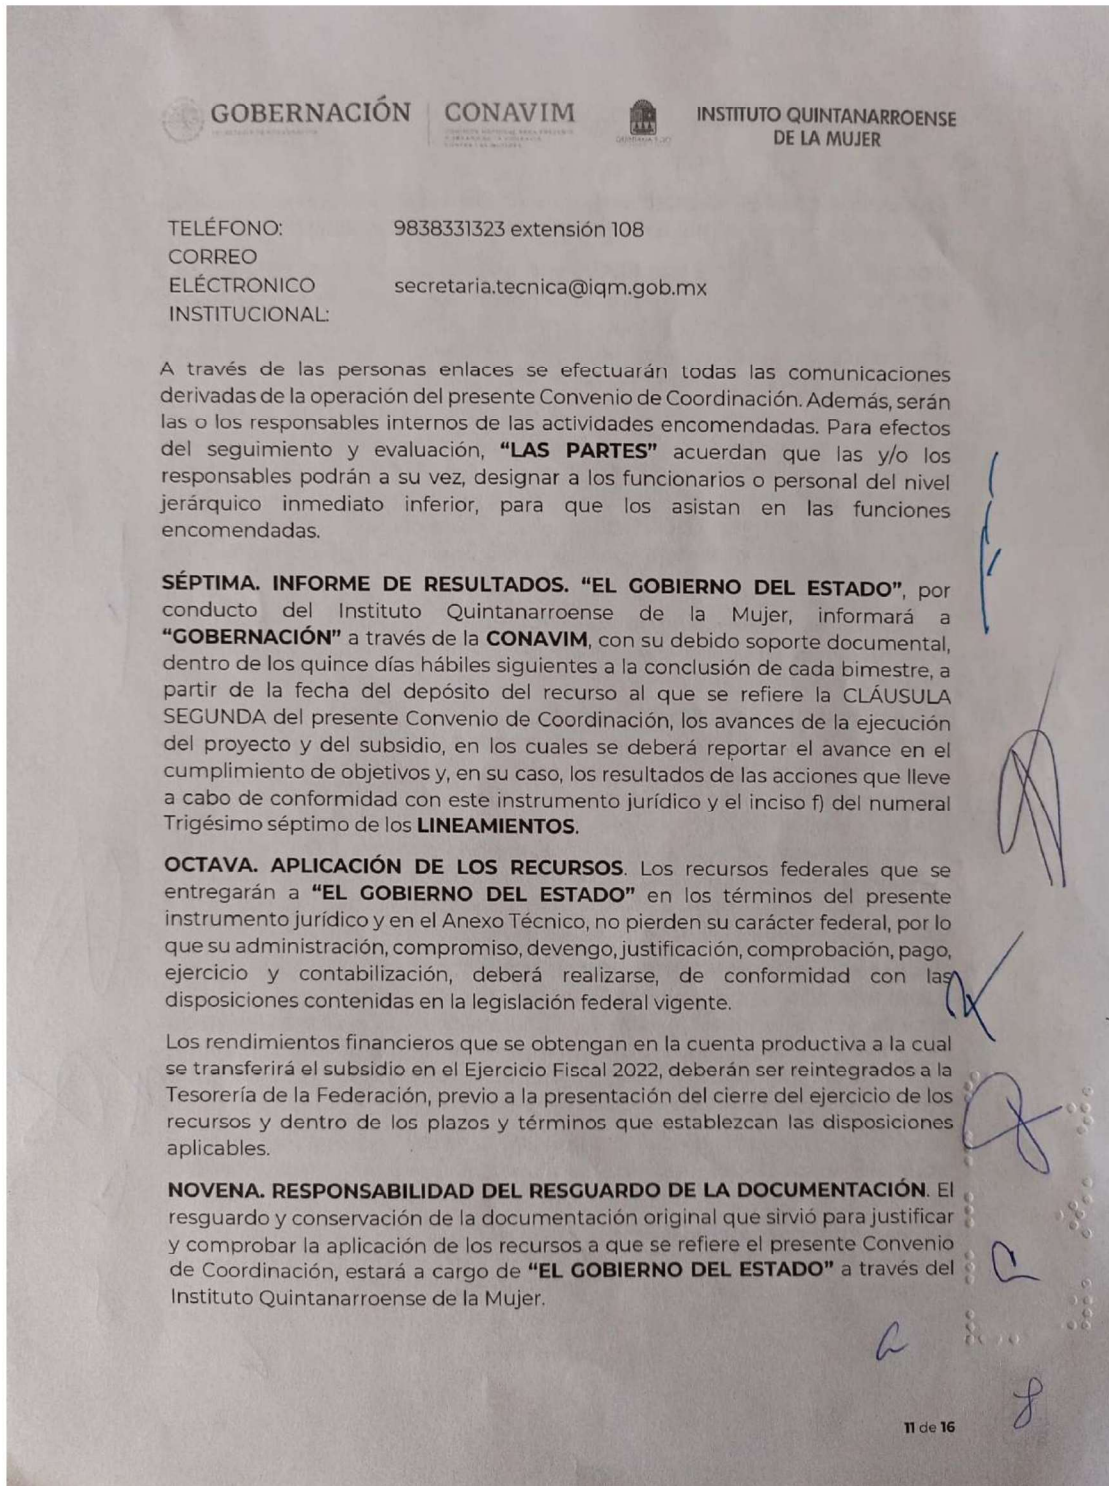 GOBERNACIÓN CONAVIM INSTITUTO QUINTANARROENSE
DE LA MUJER
TELÉFONO: 9838331323 extensión 108
CORREO
ELÉCTRONICO secretaria.tecnica@iqm.gob.mx
INSTITUCIONAL:
A través de las personas enlaces se efectuarán todas las comunicaciones
derivadas de la operación del presente Convenio de Coordinación. Además, serán
las o los responsables internos de las actividades encomendadas. Para efectos
del seguimiento y evaluación, “LAS PARTES” acuerdan que las y/o los
responsables podrán a su vez, designar a los funcionarios o personal del nivel
jerárquico inmediato inferior, para que los asistan en las funciones
encomendadas.
SÉPTIMA. INFORME DE RESULTADOS. “EL GOBIERNO DEL ESTADO”, por
conducto del Instituto Quintanarroense de la Mujer, informará a
“GOBERNACIÓN” a través de la CONAVIM, con su debido soporte documental,
dentro de los quince días hábiles siguientes a la conclusión de cada bimestre, a
partir de la fecha del depósito del recurso al que se refiere la CLÁUSULA
SEGUNDA del presente Convenio de Coordinación, los avances de la ejecución
del proyecto y del subsidio, en los cuales se deberá reportar el avance en el
cumplimiento de objetivos y, en su caso, los resultados de las acciones que lleve
a cabo de conformidad con este instrumento jurídico y el inciso f) del numeral
Trigésimo séptimo de los LINEAMIENTOS.
OCTAVA. APLICACIÓN DE LOS RECURSOS. Los recursos federales que se
entregarán a “EL GOBIERNO DEL ESTADO” en los términos del presente
instrumento jurídico y en el Anexo Técnico, no pierden su carácter federal, por lo
que su administración, compromiso, devengo, justificación, comprobación, pago,
ejercicio y contabilización, deberá realizarse, de conformidad con las
disposiciones contenidas en la legislación federal vigente.
Los rendimientos financieros que se obtengan en la cuenta productiva a la cual
se transferirá el subsidio en el Ejercicio Fiscal 2022, deberán ser reintegrados a la
Tesorería de la Federación, previo a la presentación del cierre del ejercicio de los
recursos y dentro de los plazos y términos que establezcan las disposiciones
aplicables.
NOVENA. RESPONSABILIDAD DEL RESGUARDO DE LA DOCUMENTACIÓN. El
resguardo y conservación de la documentación original que sirvió para justificar
y comprobar la aplicación de los recursos a que se refiere el presente Convenio
de Coordinación, estará a cargo de “EL GOBIERNO DEL ESTADO” a través del
Instituto Quintanarroense de la Mujer.
11 de 16